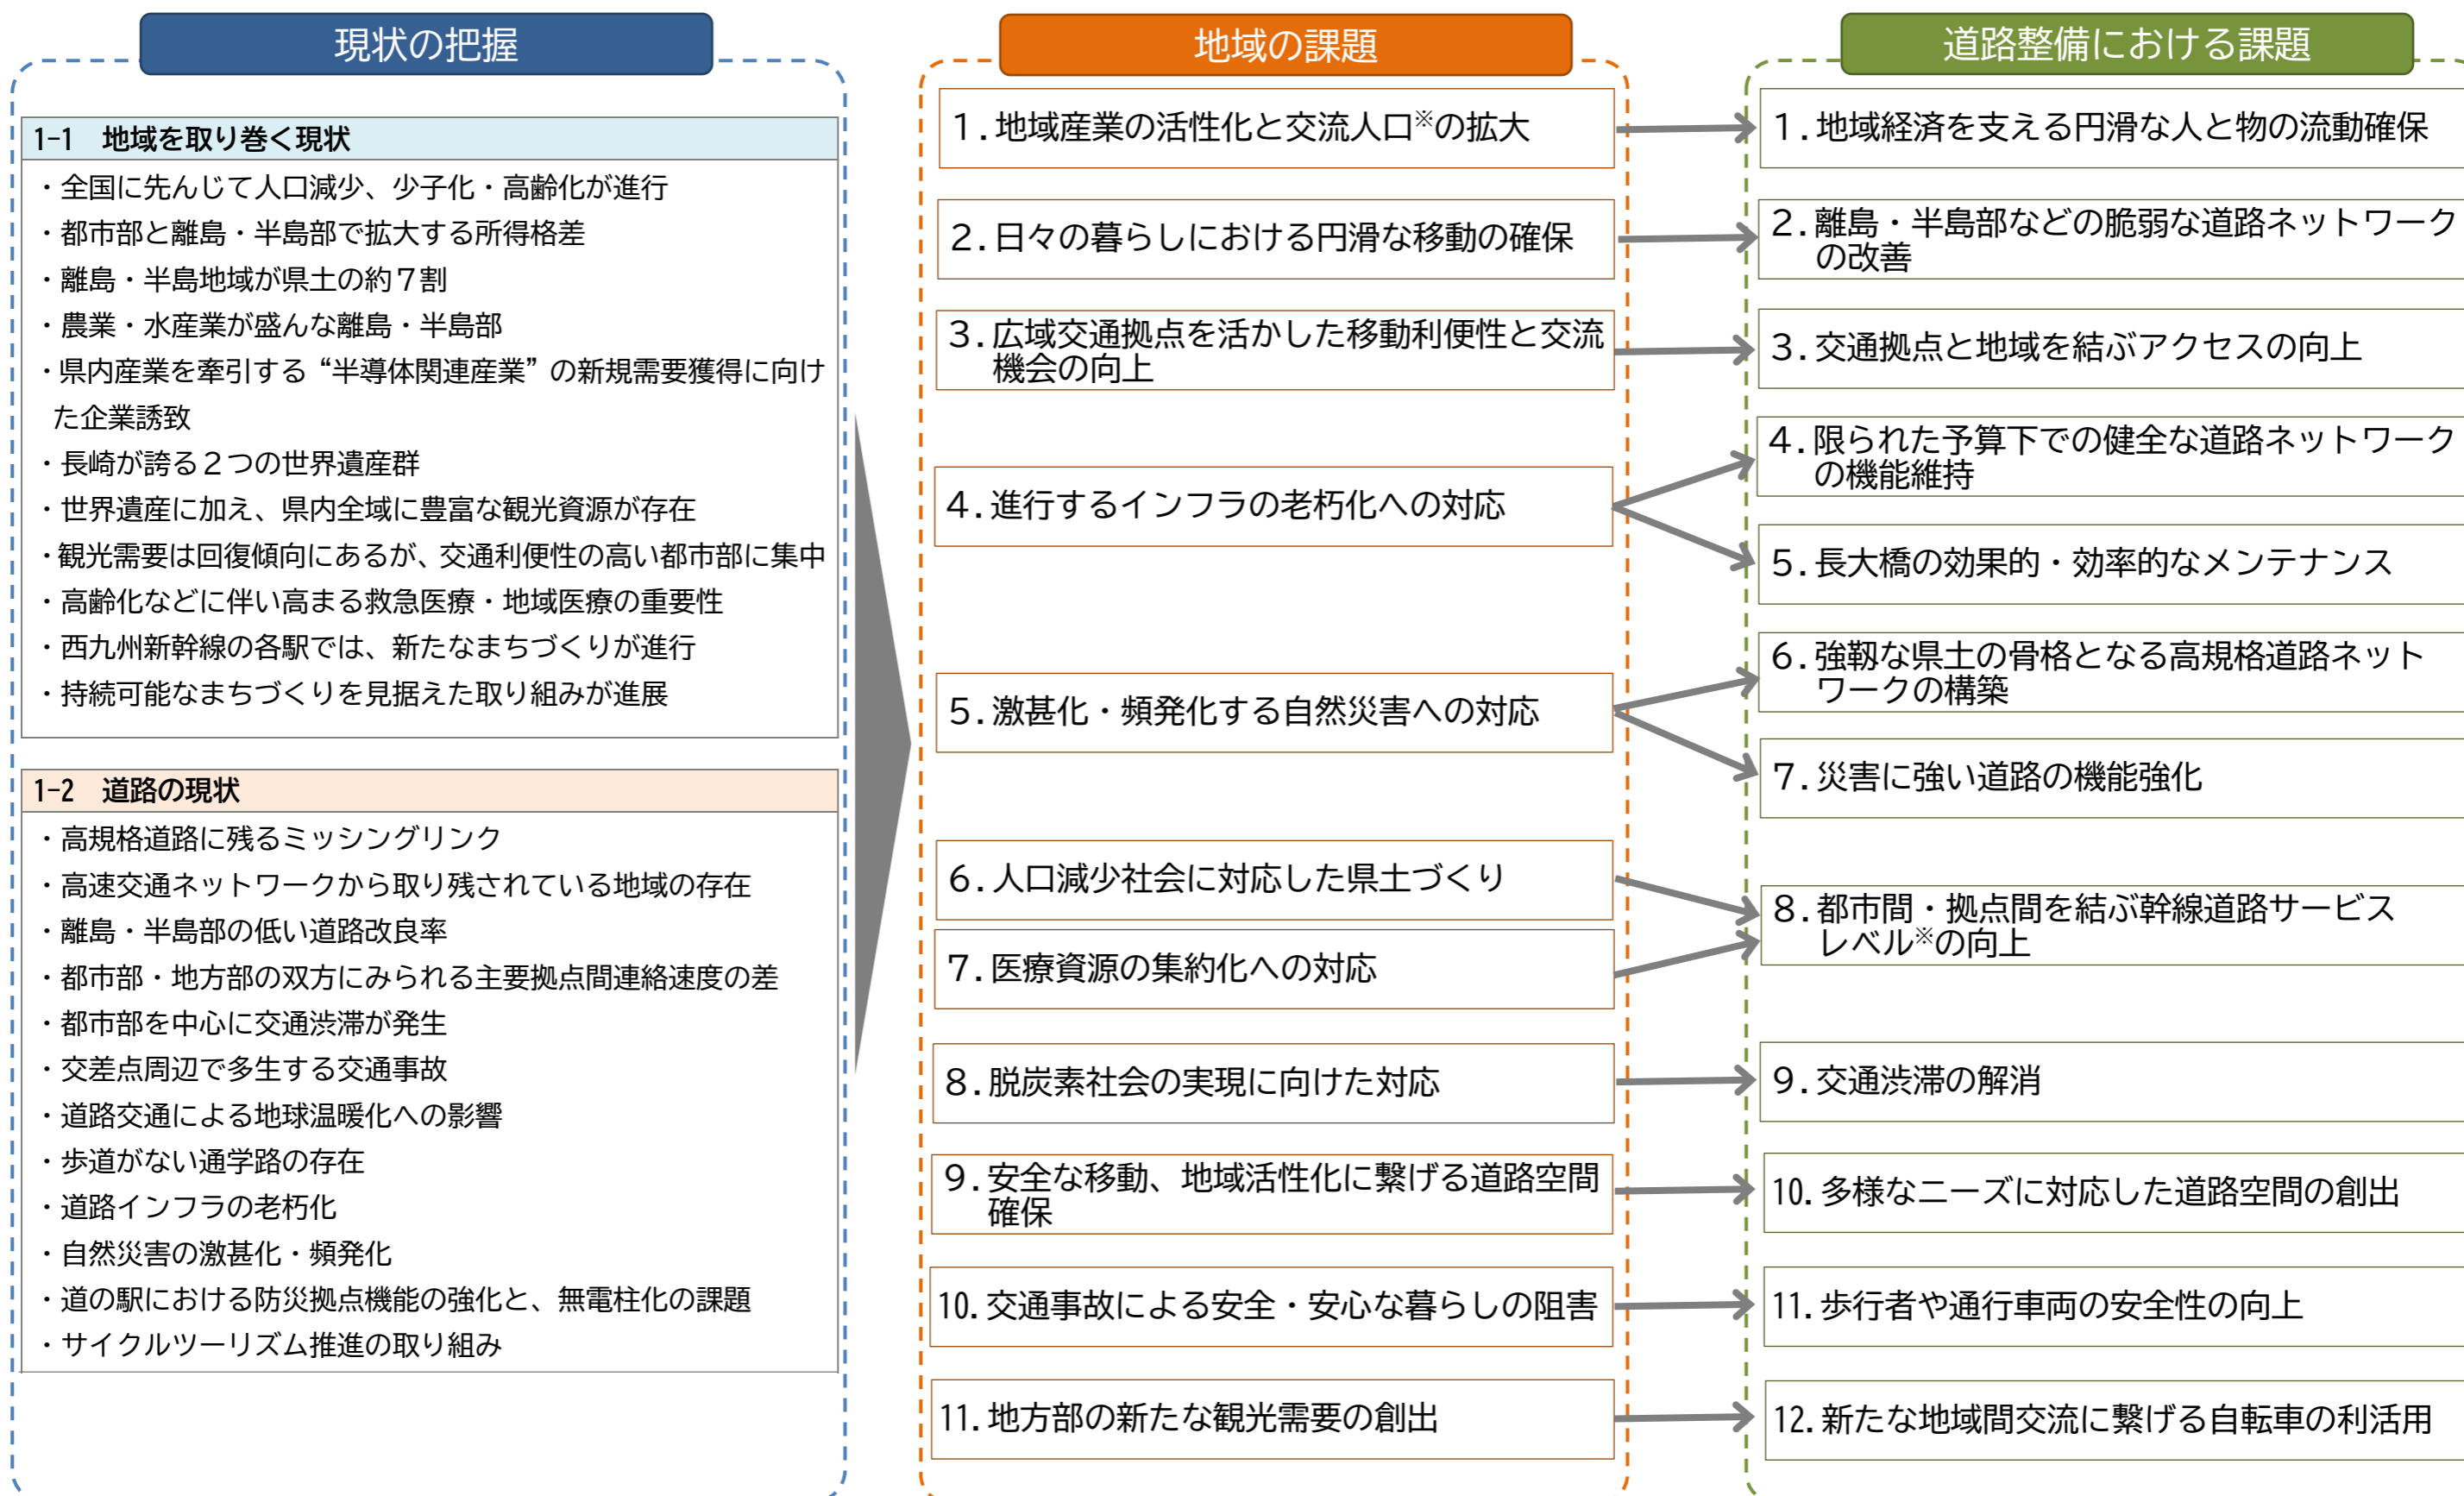 現状の把握
1-1 地域を取り巻く現状
・全国に先んじて人口減少、少子化・高齢化が進行
・都市部と離島・半島部で拡大する所得格差
・離島・半島地域が県土の約７割
・農業・水産業が盛んな離島・半島部
・県内産業を牽引する“半導体関連産業”の新規需要獲得に向け
た企業誘致
・長崎が誇る２つの世界遺産群
・世界遺産に加え、県内全域に豊富な観光資源が存在
・観光需要は回復傾向にあるが、交通利便性の高い都市部に集中
・高齢化などに伴い高まる救急医療・地域医療の重要性
・西九州新幹線の各駅では、新たなまちづくりが進行
・持続可能なまちづくりを見据えた取り組みが進展
1-2 道路の現状
・高規格道路に残るミッシングリンク
・高速交通ネットワークから取り残されている地域の存在
・離島・半島部の低い道路改良率
・都市部・地方部の双方にみられる主要拠点間連絡速度の差
・都市部を中心に交通渋滞が発生
・交差点周辺で多生する交通事故
・道路交通による地球温暖化への影響
・歩道がない通学路の存在
・道路インフラの老朽化
・自然災害の激甚化・頻発化
・道の駅における防災拠点機能の強化と、無電柱化の課題
・サイクルツーリズム推進の取り組み
地域の課題
１.地域産業の活性化と交流人口※の拡大
２.日々の暮らしにおける円滑な移動の確保
３.広域交通拠点を活かした移動利便性と交流
機会の向上
４.進行するインフラの老朽化への対応
５.激甚化・頻発化する自然災害への対応
６.人口減少社会に対応した県土づくり
７.医療資源の集約化への対応
８.脱炭素社会の実現に向けた対応
９.安全な移動、地域活性化に繋げる道路空間
確保
10.交通事故による安全・安心な暮らしの阻害
11.地方部の新たな観光需要の創出
道路整備における課題
１.地域経済を支える円滑な人と物の流動確保
２.離島・半島部などの脆弱な道路ネットワーク
の改善
３.交通拠点と地域を結ぶアクセスの向上
４.限られた予算下での健全な道路ネットワーク
の機能維持
５.長大橋の効果的・効率的なメンテナンス
６.強靱な県土の骨格となる高規格道路ネット
ワークの構築
７.災害に強い道路の機能強化
８.都市間・拠点間を結ぶ幹線道路サービス
レベル※の向上
９.交通渋滞の解消
10.多様なニーズに対応した道路空間の創出
11.歩行者や通行車両の安全性の向上
12.新たな地域間交流に繋げる自転車の利活用